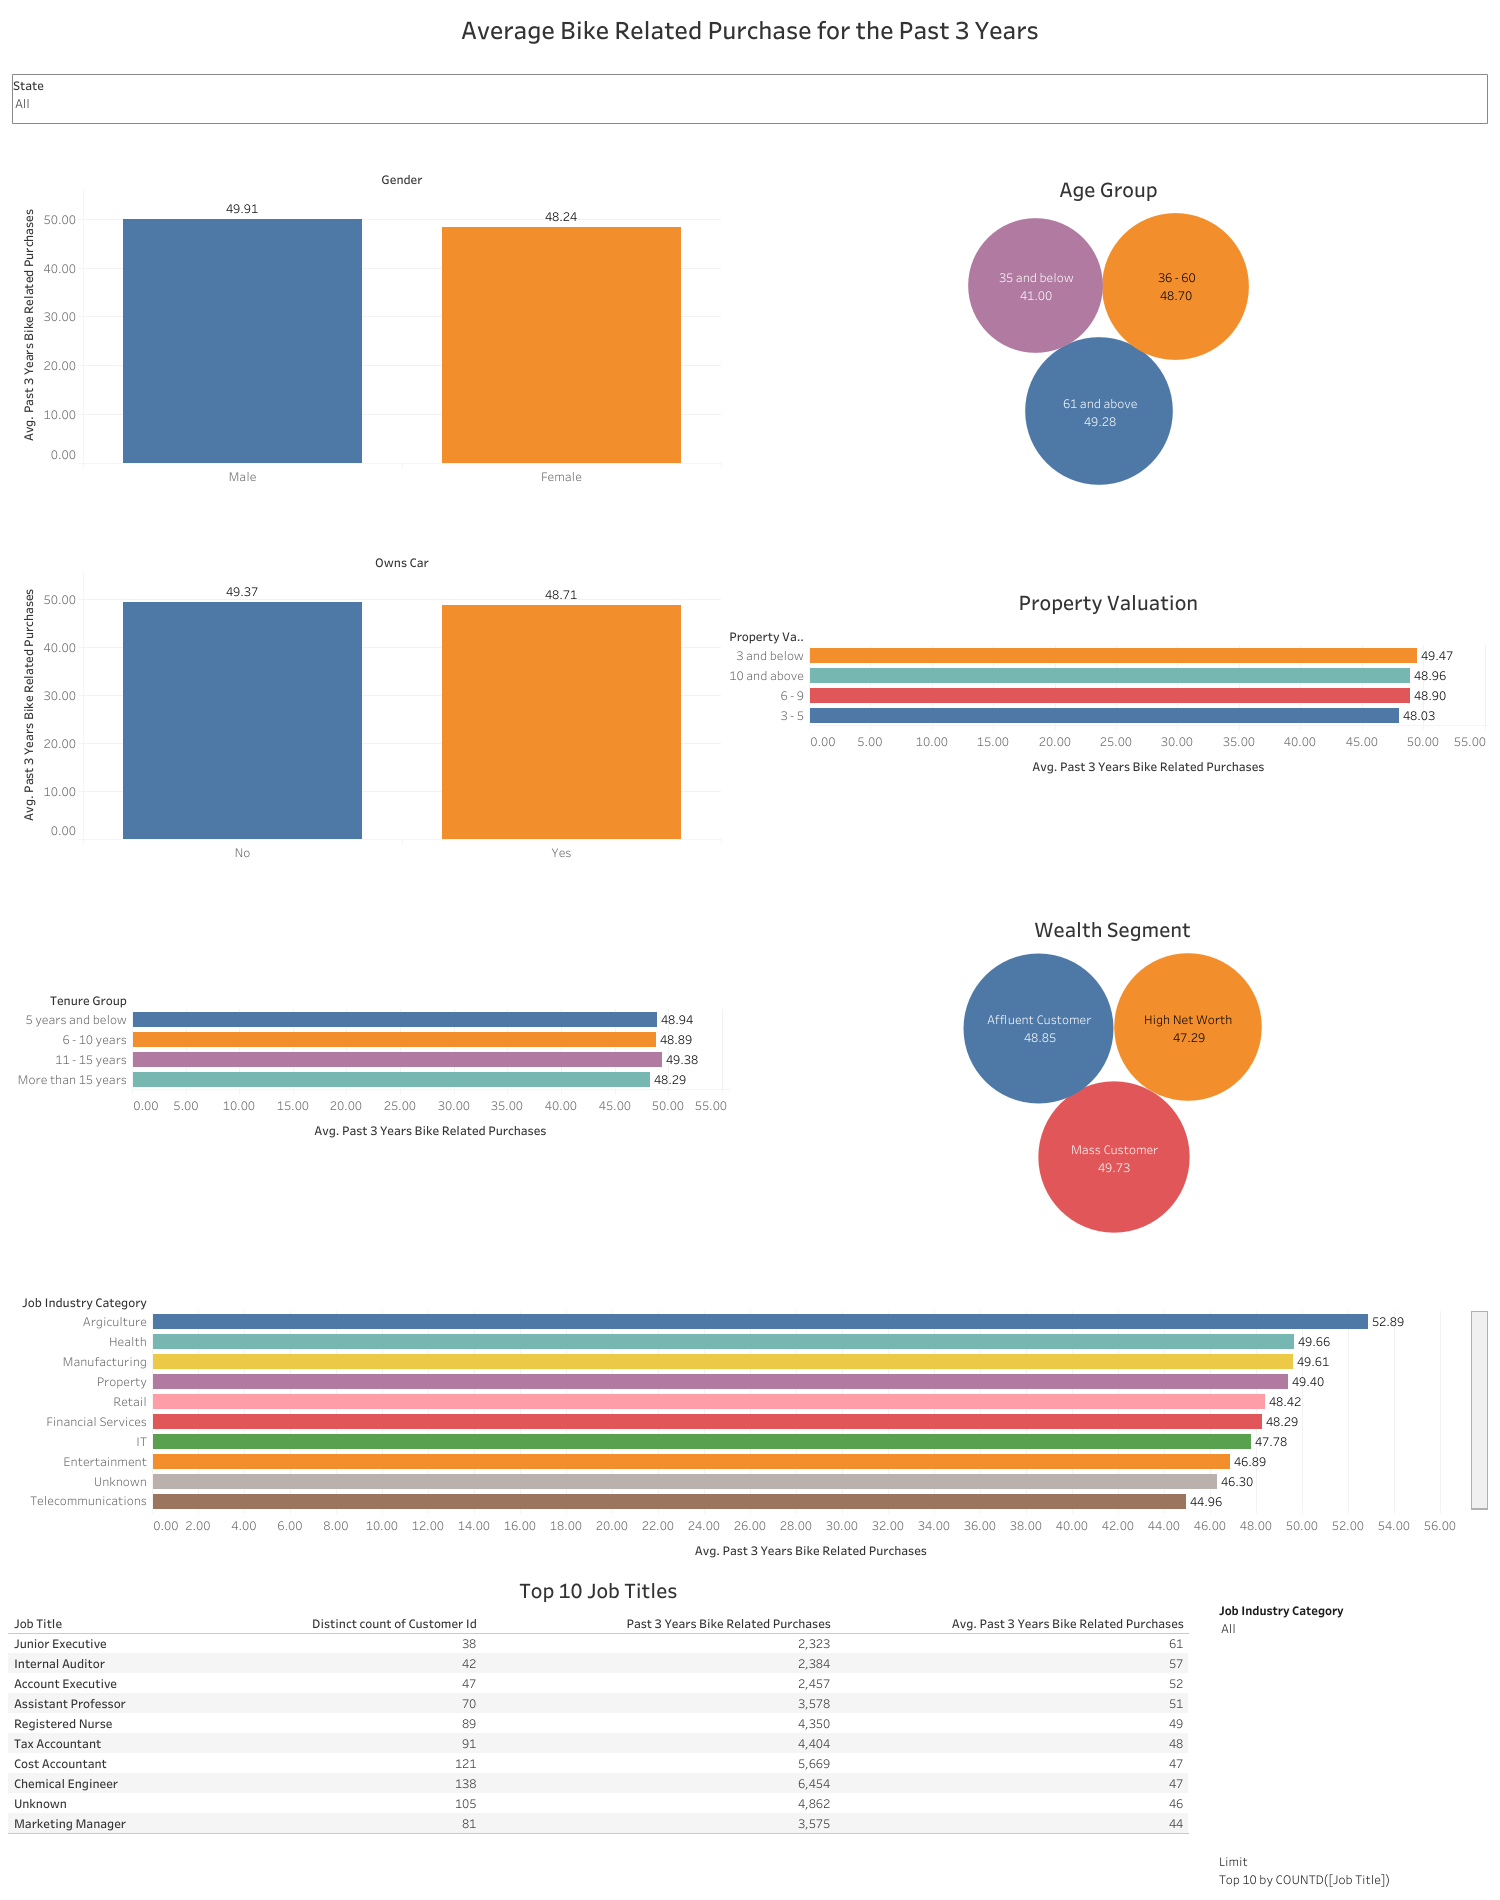 Average Bike Related Purchase for the Past 3 Years
State
All
Gender
Avg. Past 3 Years Bike Related Purchases
50.00
40.00
30.00
20.00
10.00
0.00
49.91
48.24
Male
Female
Age Group
35 and below
41.00
36 - 60
48.70
61 and above
49.28
Owns Car
Avg. Past 3 Years Bike Related Purchases
50.00
40.00
30.00
20.00
10.00
0.00
49.37
48.71
No
Yes
Property Valuation
Property Va..
3 and below 49.47
10 and above 48.96
6 - 9 48.90
3 - 5 48.03
0.00 5.00 10.00 15.00 20.00 25.00 30.00 35.00 40.00 45.00 50.00 55.00
Avg. Past 3 Years Bike Related Purchases
Tenure Group
5 years and below 48.94
6 - 10 years 48.89
11 - 15 years 49.38
More than 15 years 48.29
0.00 5.00 10.00 15.00 20.00 25.00 30.00 35.00 40.00 45.00 50.00 55.00
Avg. Past 3 Years Bike Related Purchases
Wealth Segment
Affluent Customer
48.85
High Net Worth
47.29
Mass Customer
49.73
Job Industry Category
Argiculture 52.89
Health 49.66
Manufacturing 49.61
Property 49.40
Retail 48.42
Financial Services 48.29
IT 47.78
Entertainment 46.89
Unknown 46.30
Telecommunications 44.96
0.00 2.00 4.00 6.00 8.00 10.00 12.00 14.00 16.00 18.00 20.00 22.00 24.00 26.00 28.00 30.00 32.00 34.00 36.00 38.00 40.00 42.00 44.00 46.00 48.00 50.00 52.00 54.00 56.00
Avg. Past 3 Years Bike Related Purchases
Top 10 Job Titles
Job Title Distinct count of Customer Id Past 3 Years Bike Related Purchases Avg. Past 3 Years Bike Related Purchases
Junior Executive 38 2,323 61
Internal Auditor 42 2,384 57
Account Executive 47 2,457 52
Assistant Professor 70 3,578 51
Registered Nurse 89 4,350 49
Tax Accountant 91 4,404 48
Cost Accountant 121 5,669 47
Chemical Engineer 138 6,454 47
Unknown 105 4,862 46
Marketing Manager 81 3,575 44
Job Industry Category
All
Limit
Top 10 by COUNTD([Job Title])